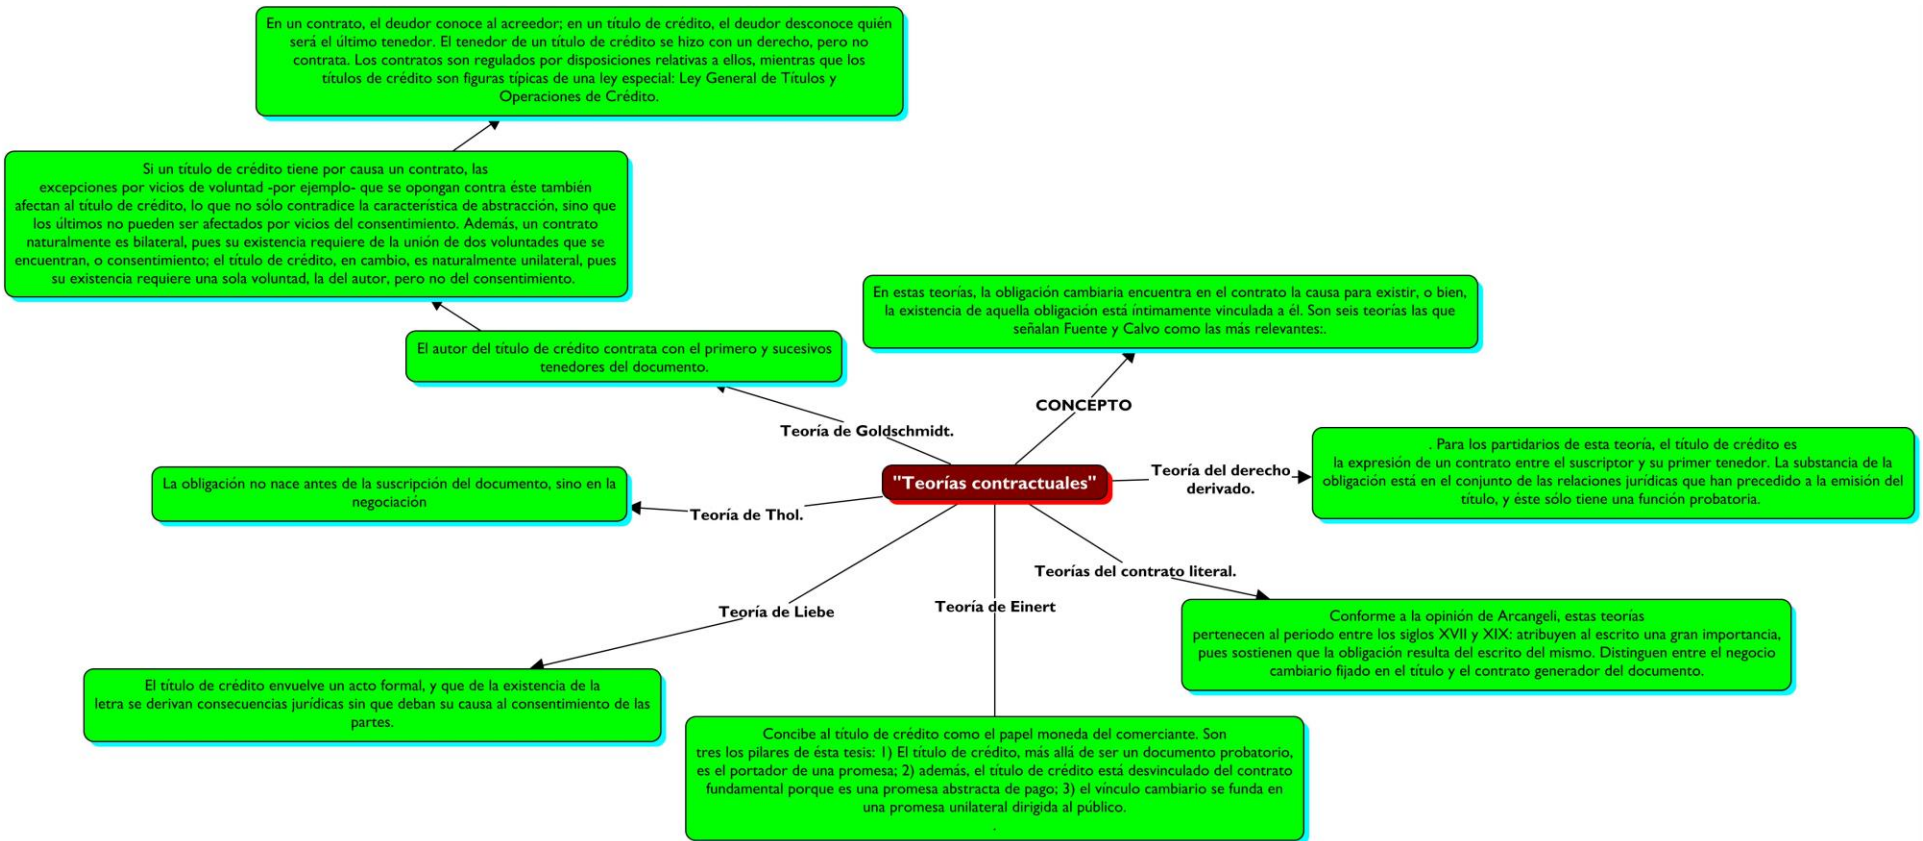 En un contrato, el deudor conoce al acreedor; en un título de crédito, el deudor desconoce quién
será el último tenedor. El tenedor de un título de crédito se hizo con un derecho, pero no
contrata. Los contratos son regulados por disposiciones relativas a ellos, mientras que los
títulos de crédito son figuras típicas de una ley especial: Ley General de Títulos y
Operaciones de Crédito.
Si un título de crédito tiene por causa un contrato, las
excepciones por vicios de voluntad -por ejemplo- que se opongan contra éste también
afectan al título de crédito, lo que no sólo contradice la característica de abstracción, sino que
los últimos no pueden ser afectados por vicios del consentimiento. Además, un contrato
naturalmente es bilateral, pues su existencia requiere de la unión de dos voluntades que se
encuentran, o consentimiento; el título de crédito, en cambio, es naturalmente unilateral, pues
su existencia requiere una sola voluntad, la del autor, pero no del consentimiento.
En estas teorías, la obligación cambiaria encuentra en el contrato la causa para existir, o bien,
la existencia de aquella obligación está íntimamente vinculada a él. Son seis teorías las que
señalan Fuente y Calvo como las más relevantes:.
El autor del título de crédito contrata con el primero y sucesivos
tenedores del documento.
CONCEPTO
Teoría de Goldschmidt.
"Teorías contractuales"
Teoría del derecho
derivado.
. Para los partidarios de esta teoría, el título de crédito es
la expresión de un contrato entre el suscriptor y su primer tenedor. La substancia de la
obligación está en el conjunto de las relaciones jurídicas que han precedido a la emisión del
título, y éste sólo tiene una función probatoria.
La obligación no nace antes de la suscripción del documento, sino en la
negociación
Teoría de Thol.
Teorías del contrato literal.
Teoría de Liebe
Teoría de Einert
Conforme a la opinión de Arcangeli, estas teorías
pertenecen al periodo entre los siglos XVII y XIX: atribuyen al escrito una gran importancia,
pues sostienen que la obligación resulta del escrito del mismo. Distinguen entre el negocio
cambiario fijado en el título y el contrato generador del documento.
El título de crédito envuelve un acto formal, y que de la existencia de la
letra se derivan consecuencias jurídicas sin que deban su causa al consentimiento de las
partes.
Concibe al título de crédito como el papel moneda del comerciante. Son
tres los pilares de ésta tesis: 1) El título de crédito, más allá de ser un documento probatorio,
es el portador de una promesa; 2) además, el título de crédito está desvinculado del contrato
fundamental porque es una promesa abstracta de pago; 3) el vínculo cambiario se funda en
una promesa unilateral dirigida al público.
.